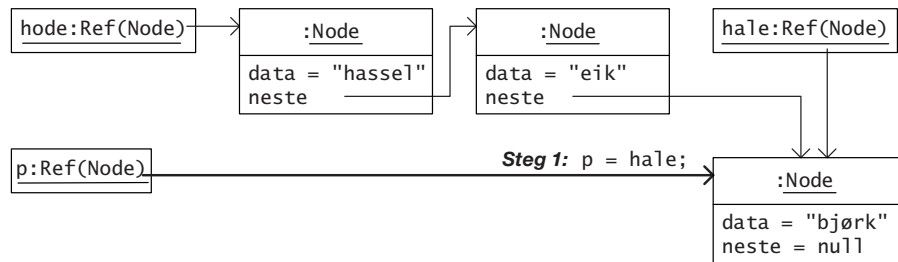 hode:Ref(Node)
:Node
data = "hassel"
neste
:Node
data = "eik"
neste
hale:Ref(Node)
p:Ref(Node)
Steg 1: p = hale;
:Node
data = "bjørk"
neste = null